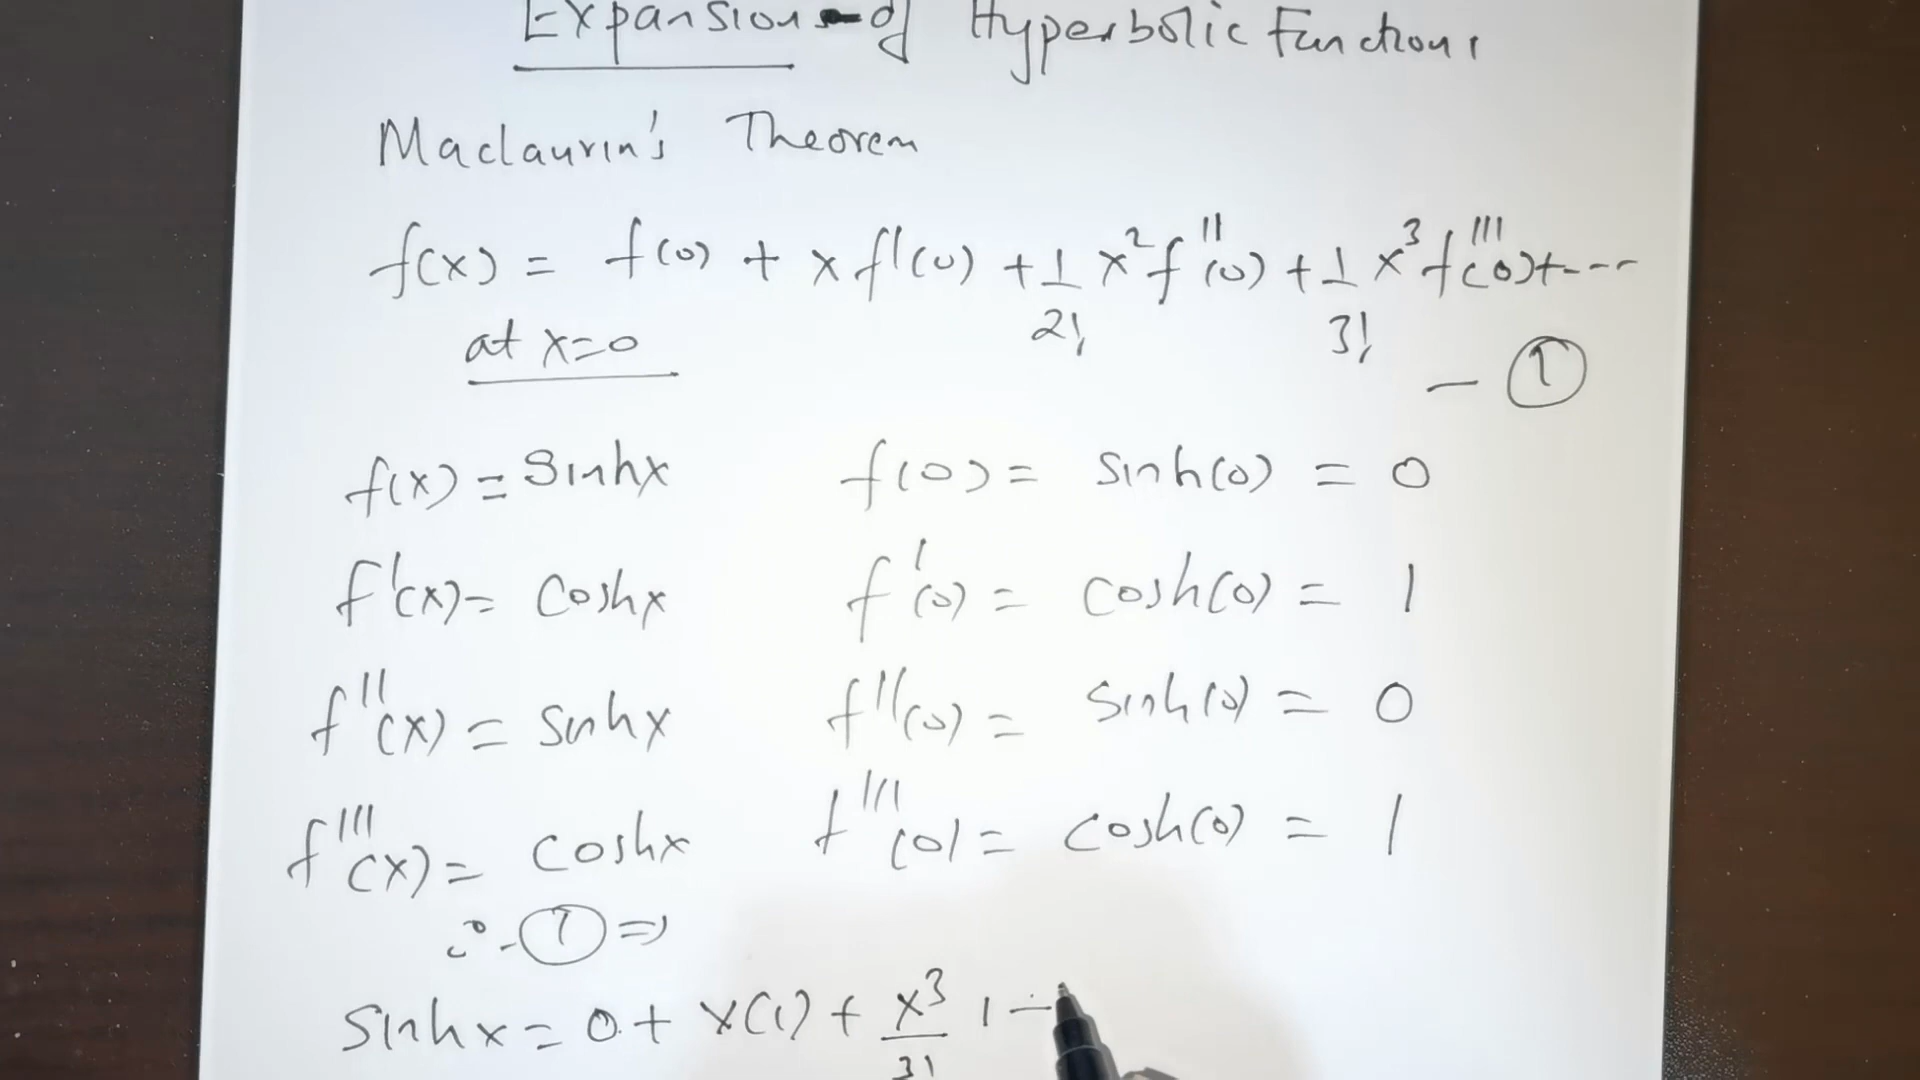 Expansion of Hyperbolic Functions
Maclaurin's Theorem
f(x) = f(0) + x f'(0) + 1/2! x² f''(0) + 1/3! x³ f'''(0) + ----
at x=0
— ①
f(x) = Sinhx f(0) = sinh(0) = 0
f'(x) = Coshx f'(0) = cosh(0) = 1
f''(x) = sinhx f''(0) = Sinh(0) = 0
f'''(x) = coshx f'''(0) = cosh(0) = 1
∴ - ① ⇒
Sinhx = 0 + x(1) + x³/3! 1